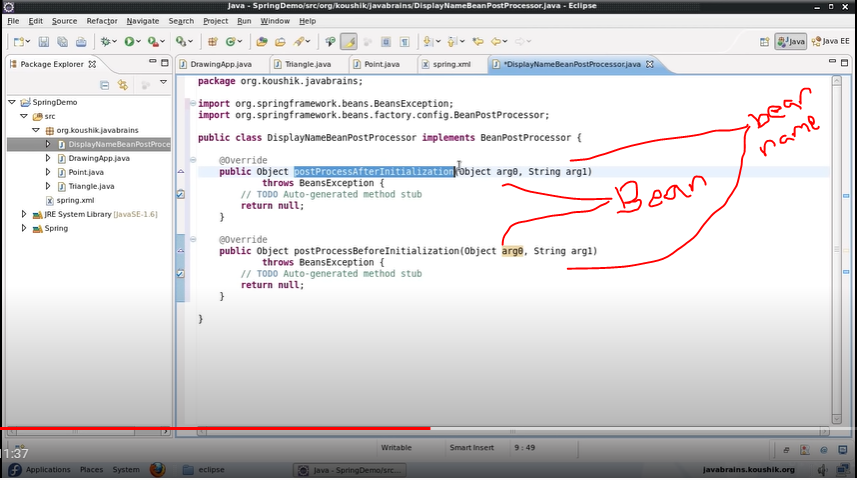 Java - SpringDemo/src/org/koushik/javabrains/DisplayNameBeanPostProcessor.java - Eclipse
File Edit Source Refactor Navigate Search Project Run Window Help
Java Java EE
Package Explorer
DrawingApp.java Triangle.java Point.java spring.xml *DisplayNameBeanPostProcessor.java
SpringDemo
src
org.koushik.javabrains
DisplayNameBeanPostProce
DrawingApp.java
Point.java
Triangle.java
spring.xml
JRE System Library [JavaSE-1.6]
Spring
package org.koushik.javabrains;
import org.springframework.beans.BeansException;
import org.springframework.beans.factory.config.BeanPostProcessor;
public class DisplayNameBeanPostProcessor implements BeanPostProcessor {
@Override
public Object postProcessAfterInitialization(Object arg0, String arg1)
throws BeansException {
// TODO Auto-generated method stub
return null;
}
@Override
public Object postProcessBeforeInitialization(Object arg0, String arg1)
throws BeansException {
// TODO Auto-generated method stub
return null;
}
}
bean
name
Bean
Writable Smart Insert 9 : 49
1:37
Applications Places System eclipse Java - SpringDemo/src... javabrains.koushik.org